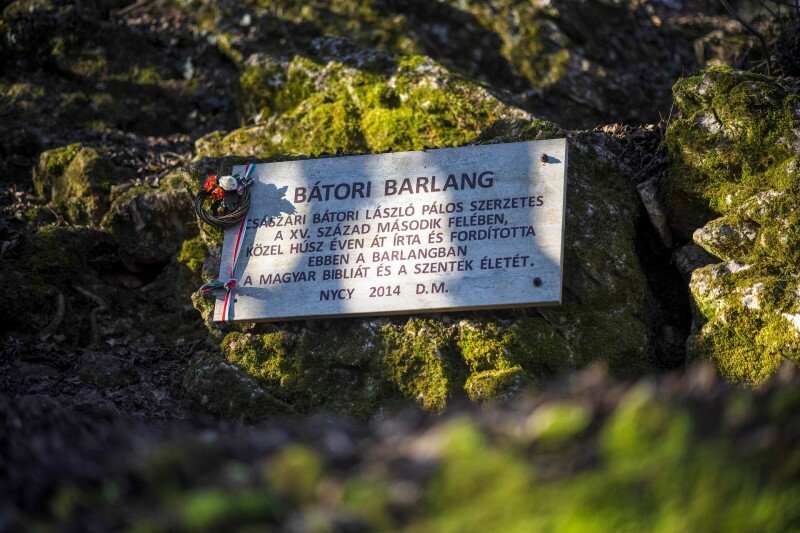 BÁTORI BARLANG
CSÁSZÁRI BÁTORI LÁSZLÓ PÁLOS SZERZETES
A XV. SZÁZAD MÁSODIK FELÉBEN,
KÖZEL HÚSZ ÉVEN ÁT ÍRTA ÉS FORDÍTOTTA
EBBEN A BARLANGBAN
A MAGYAR BIBLIÁT ÉS A SZENTEK ÉLETÉT.
NYCY 2014 D.M.